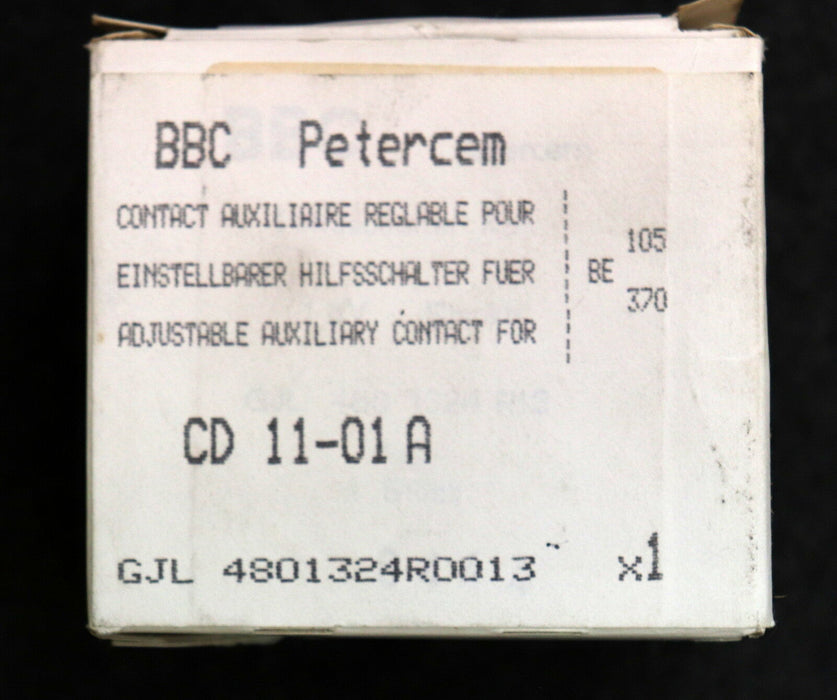 BBC Petercem
CONTACT AUXILIAIRE REGLABLE POUR
EINSTELLBARER HILFSSCHALTER FUER
ADJUSTABLE AUXILIARY CONTACT FOR
105
BE
370
CD 11-01 A
GJL 4801324R0013 x1